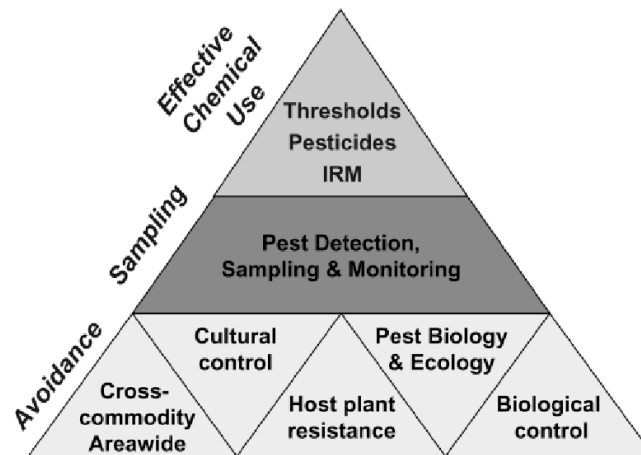 Effective
Chemical
Use
Thresholds
Pesticides
IRM
Sampling
Pest Detection,
Sampling & Monitoring
Avoidance
Cultural
control
Pest Biology
& Ecology
Cross-
commodity
Areawide
Host plant
resistance
Biological
control